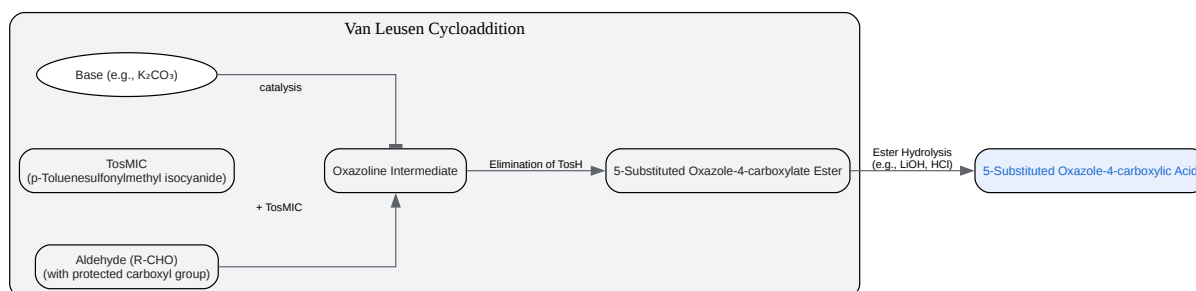 Van Leusen Cycloaddition
Base (e.g., K₂CO₃)
catalysis
TosMIC
(p-Toluenesulfonylmethyl isocyanide)
+ TosMIC
Aldehyde (R-CHO)
(with protected carboxyl group)
Oxazoline Intermediate
Elimination of TosH
5-Substituted Oxazole-4-carboxylate Ester
Ester Hydrolysis
(e.g., LiOH, HCl)
5-Substituted Oxazole-4-carboxylic Acid